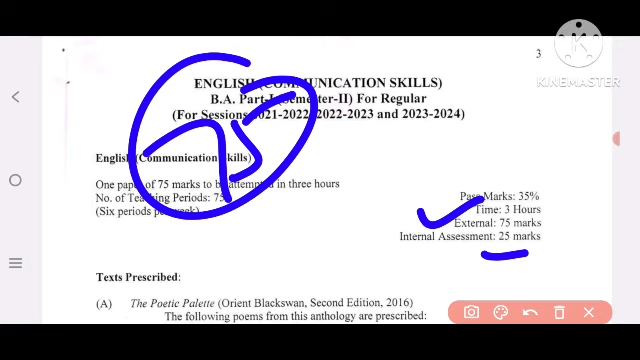 3
KINEMASTER
ENGLISH (COMMUNICATION SKILLS)
B.A. Part-I (Semester-II) For Regular
(For Sessions 2021-2022, 2022-2023 and 2023-2024)
75
English (Communication Skills)
One paper of 75 marks to be attempted in three hours
No. of Teaching Periods: 75
(Six periods per week)
Pass Marks: 35%
Time: 3 Hours
External: 75 marks
Internal Assessment: 25 marks
Texts Prescribed:
(A) The Poetic Palette (Orient Blackswan, Second Edition, 2016)
The following poems from this anthology are prescribed: